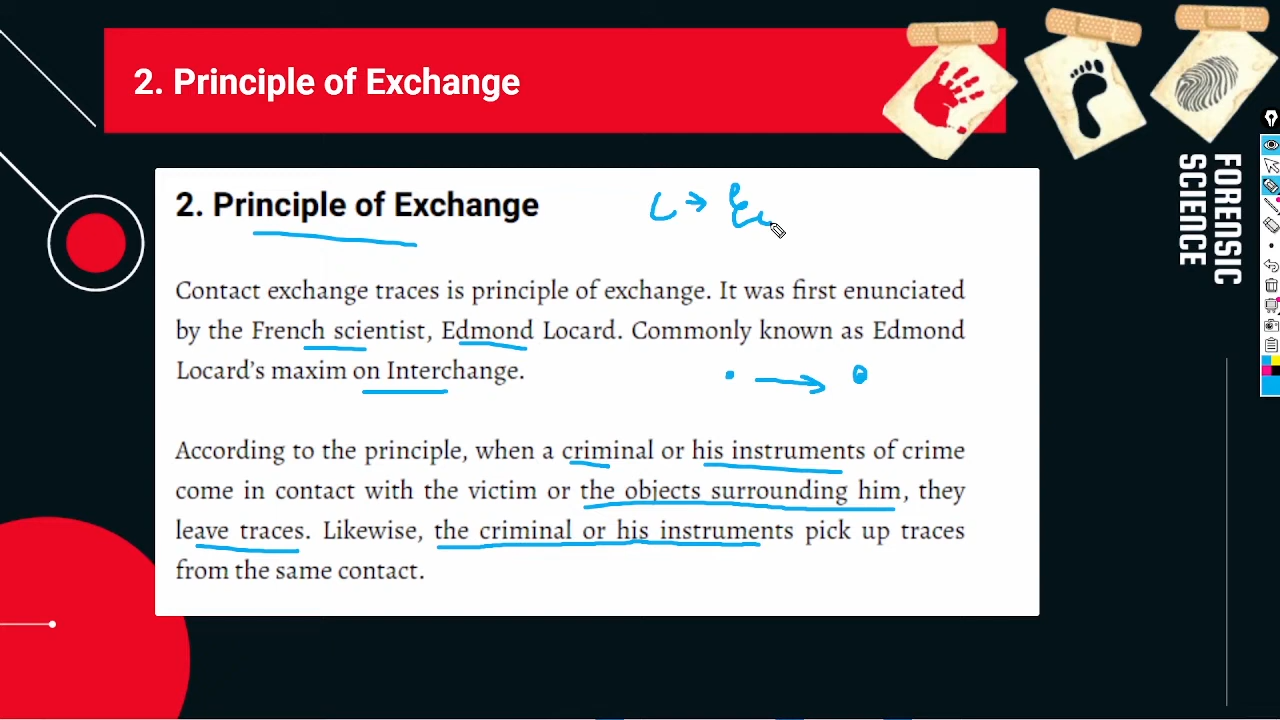 2. Principle of Exchange
FORENSIC
SCIENCE
2. Principle of Exchange
Contact exchange traces is principle of exchange. It was first enunciated
by the French scientist, Edmond Locard. Commonly known as Edmond
Locard's maxim on Interchange.
According to the principle, when a criminal or his instruments of crime
come in contact with the victim or the objects surrounding him, they
leave traces. Likewise, the criminal or his instruments pick up traces
from the same contact.